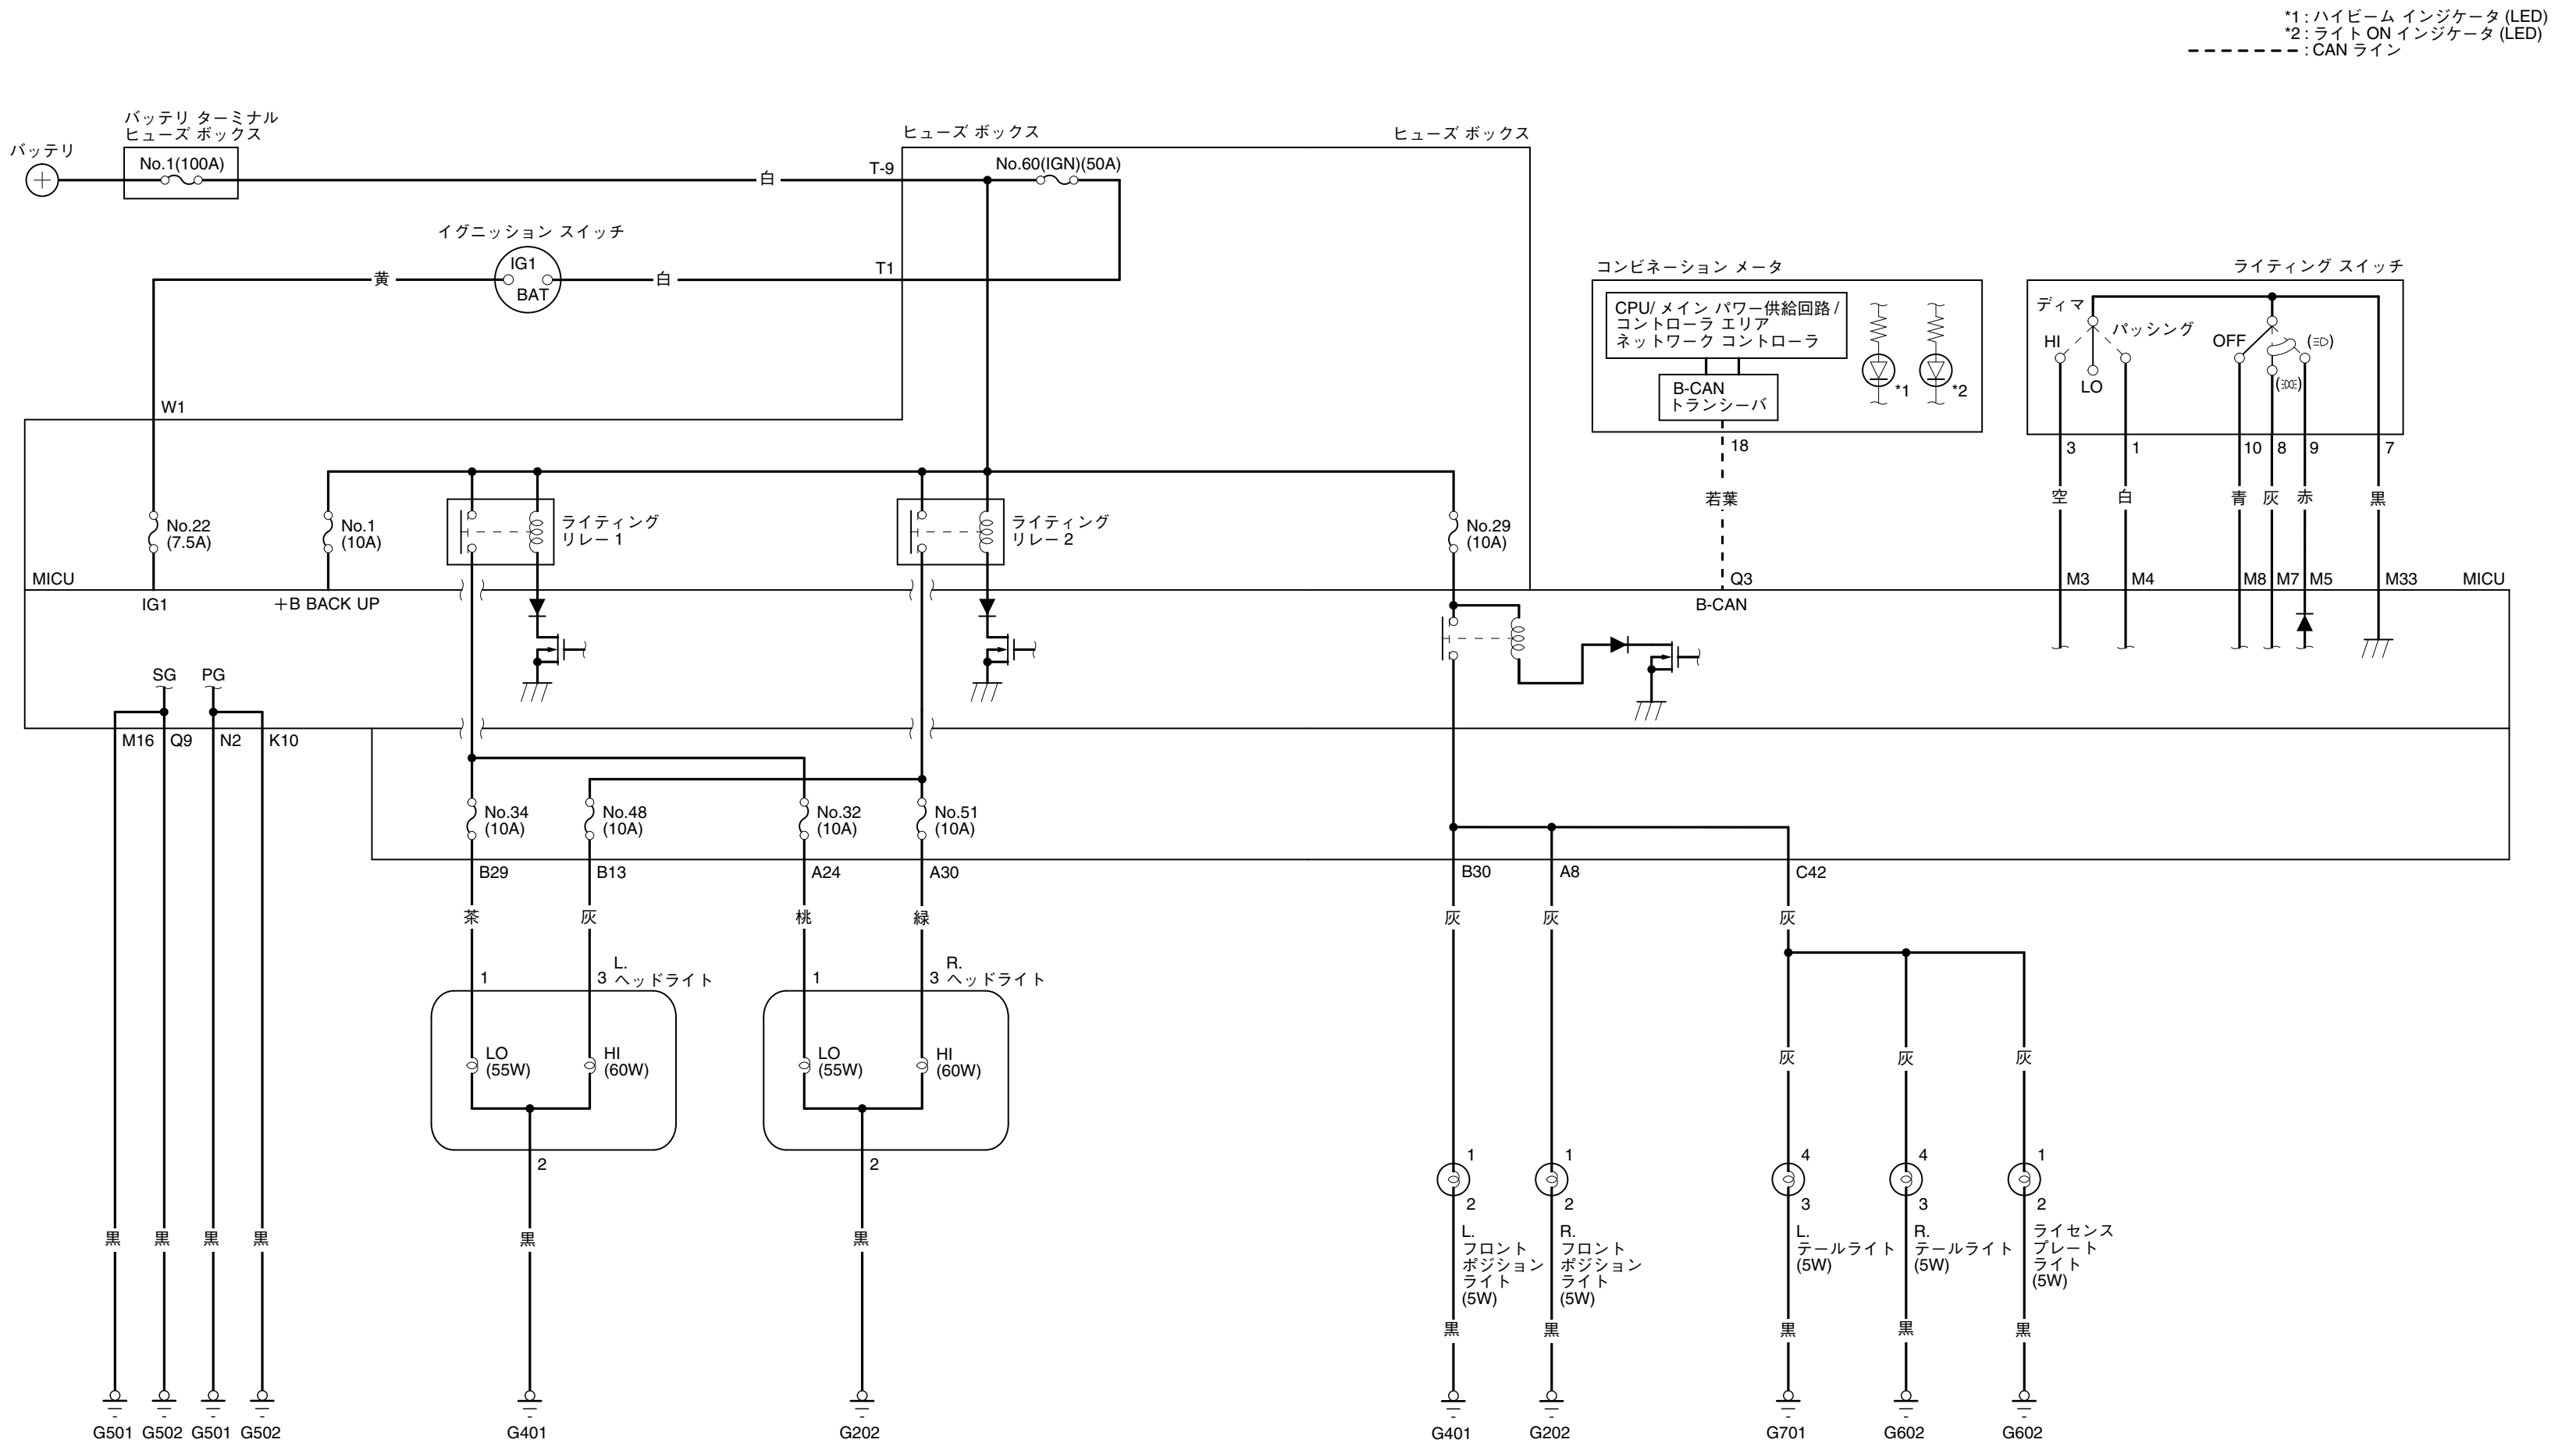 *1 : ハイビーム インジケータ (LED)
*2 : ライト ON インジケータ (LED)
: CAN ライン
バッテリ ターミナル
ヒューズ ボックス
バッテリ
No.1(100A)
白
T-9
ヒューズ ボックス
ヒューズ ボックス
No.60(IGN)(50A)
イグニッション スイッチ
IG1
BAT
黄
白
T1
W1
コンビネーション メータ
CPU/ メイン パワー供給回路 /
コントローラ エリア
ネットワーク コントローラ
B-CAN
トランシーバ
*1
*2
18
若葉
ライティング スイッチ
ディマ
パッシング
HI
LO
OFF
3
1
10
8
9
7
空
白
青
灰
赤
黒
No.22
(7.5A)
No.1
(10A)
ライティング
リレー 1
ライティング
リレー 2
No.29
(10A)
MICU
Q3
M3
M4
M8
M7
M5
M33
MICU
IG1
+B BACK UP
B-CAN
SG
PG
M16
Q9
N2
K10
No.34
(10A)
No.48
(10A)
No.32
(10A)
No.51
(10A)
B29
B13
A24
A30
B30
A8
C42
茶
灰
桃
緑
灰
灰
灰
1
3
L.
ヘッドライト
1
3
R.
ヘッドライト
LO
(55W)
HI
(60W)
LO
(55W)
HI
(60W)
灰
灰
灰
2
2
1
1
4
4
1
2
2
3
3
2
L.
フロント
ポジション
ライト
(5W)
R.
フロント
ポジション
ライト
(5W)
L.
テールライト
(5W)
R.
テールライト
(5W)
ライセンス
プレート
ライト
(5W)
黒
黒
黒
黒
黒
黒
黒
黒
黒
黒
黒
G501
G502
G501
G502
G401
G202
G401
G202
G701
G602
G602